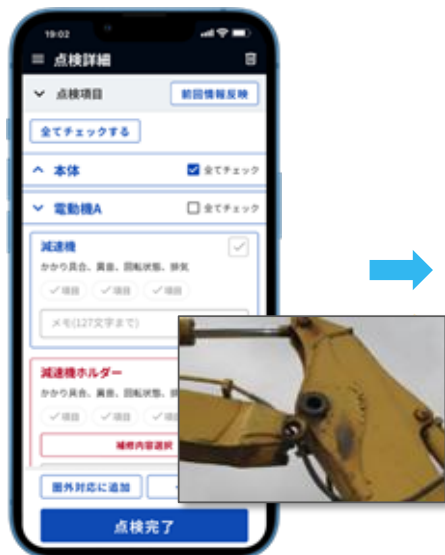 19:02
点検詳細
点検項目
前回情報反映
全てチェックする
本体
全てチェック
電動機A
全てチェック
減速機
かかり具合、異音、回転状態、排気
項目 項目 項目
メモ(127文字まで)
減速機ホルダー
かかり具合、異音、回転状態、
項目 項目 項目
補修内容選択
圏外対応に追加
点検完了